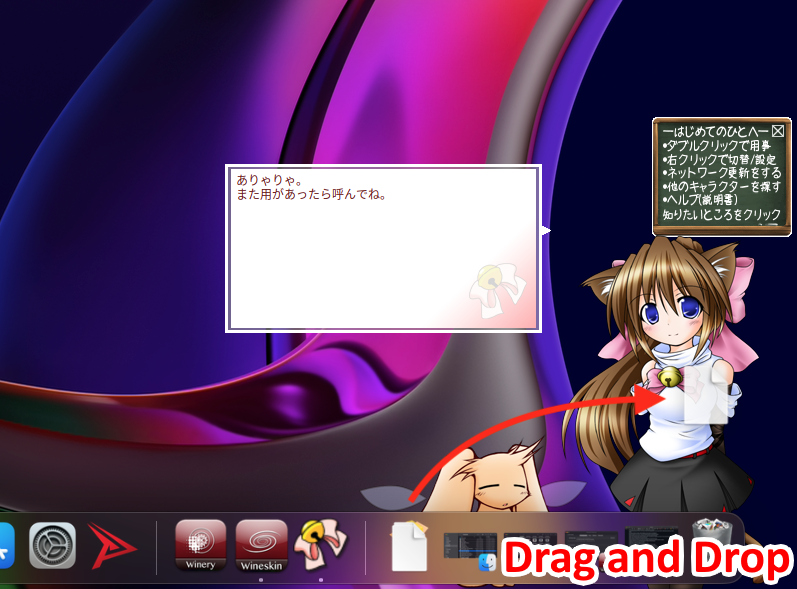 ーはじめてのひとへー
•ダブルクリックで用事
•右クリックで切替/設定
•ネットワーク更新をする
•他のキャラクターを探す
•ヘルプ(説明書)
知りたいところをクリック
ありゃりゃ。
また用があったら呼んでね。
Winery
Wineskin
Drag and Drop